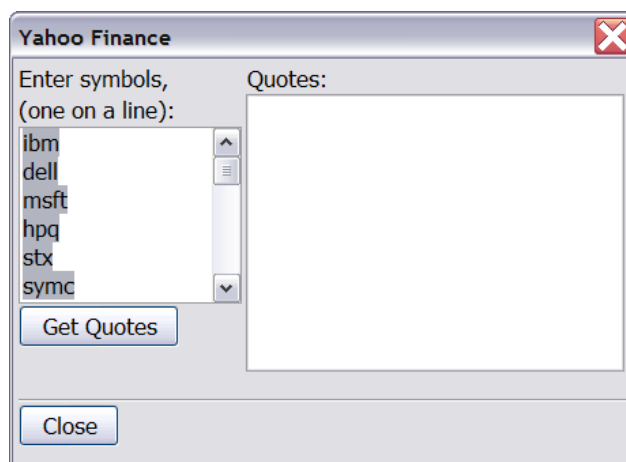 Yahoo Finance
Enter symbols,
(one on a line):
Quotes:
ibm
dell
msft
hpq
stx
symc
Get Quotes
Close